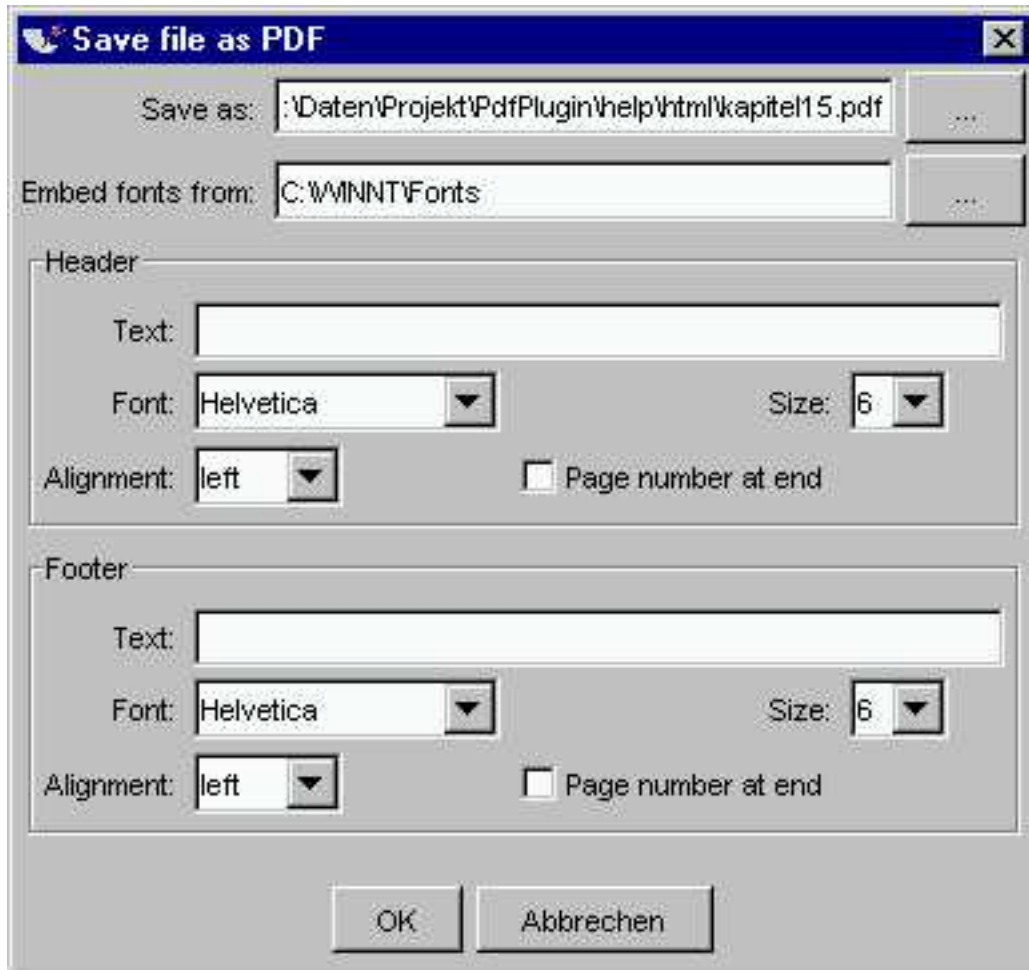 Save file as PDF
Save as: :\Daten\Projekt\PdfPlugin\help\html\kapitel15.pdf ...
Embed fonts from: C:\WINNT\Fonts ...
Header
Text:
Font: Helvetica Size: 6
Alignment: left Page number at end
Footer
Text:
Font: Helvetica Size: 6
Alignment: left Page number at end
OK Abbrechen